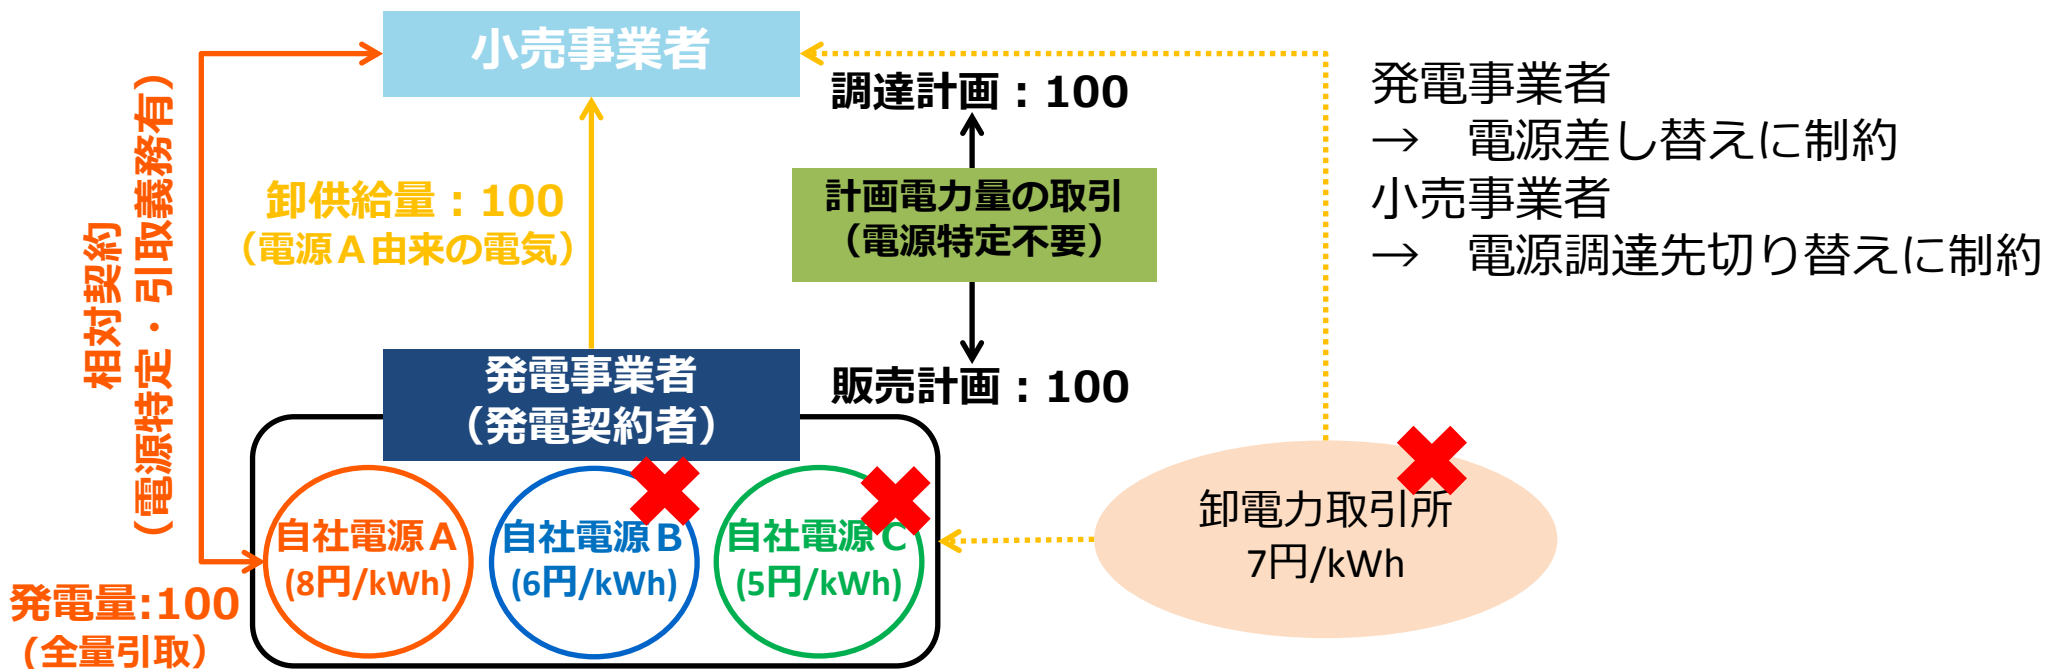 小売事業者
調達計画：100
発電事業者
→　電源差し替えに制約
小売事業者
→　電源調達先切り替えに制約
相対契約
（電源特定・引取義務有）
卸供給量：100
（電源Ａ由来の電気）
計画電力量の取引
（電源特定不要）
発電事業者
（発電契約者）
販売計画：100
自社電源Ａ
(8円/kWh)
自社電源Ｂ
(6円/kWh)
自社電源Ｃ
(5円/kWh)
卸電力取引所
7円/kWh
発電量:100
(全量引取）